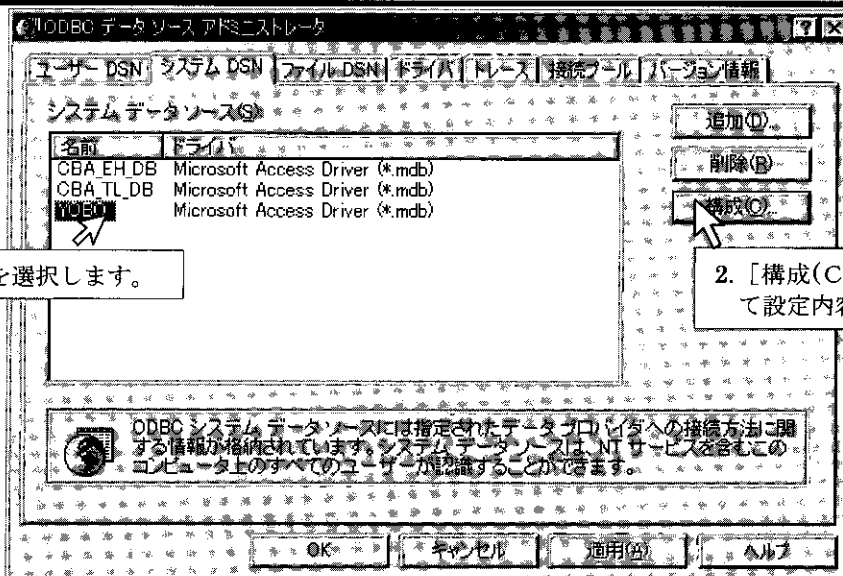 ODBC データ ソース アドミニストレータ
ユーザー DSN システム DSN ファイル DSN ドライバ トレース 接続プール バージョン情報
システム データ ソース(S):
追加(D)...
名前 ドライバ
CBA_EH_DB Microsoft Access Driver (*.mdb)
削除(R)
CBA_TL_DB Microsoft Access Driver (*.mdb)
Microsoft Access Driver (*.mdb)
構成(C)...
を選択します。
2. [構成(C
て設定内容
ODBC システム データ ソースには指定されたデータ プロバイダへの接続方法に関
する情報が格納されています。システム データ ソースは、NT サービスを含むこの
コンピュータ上のすべてのユーザーが認識することができます。
OK キャンセル 適用(A) ヘルプ